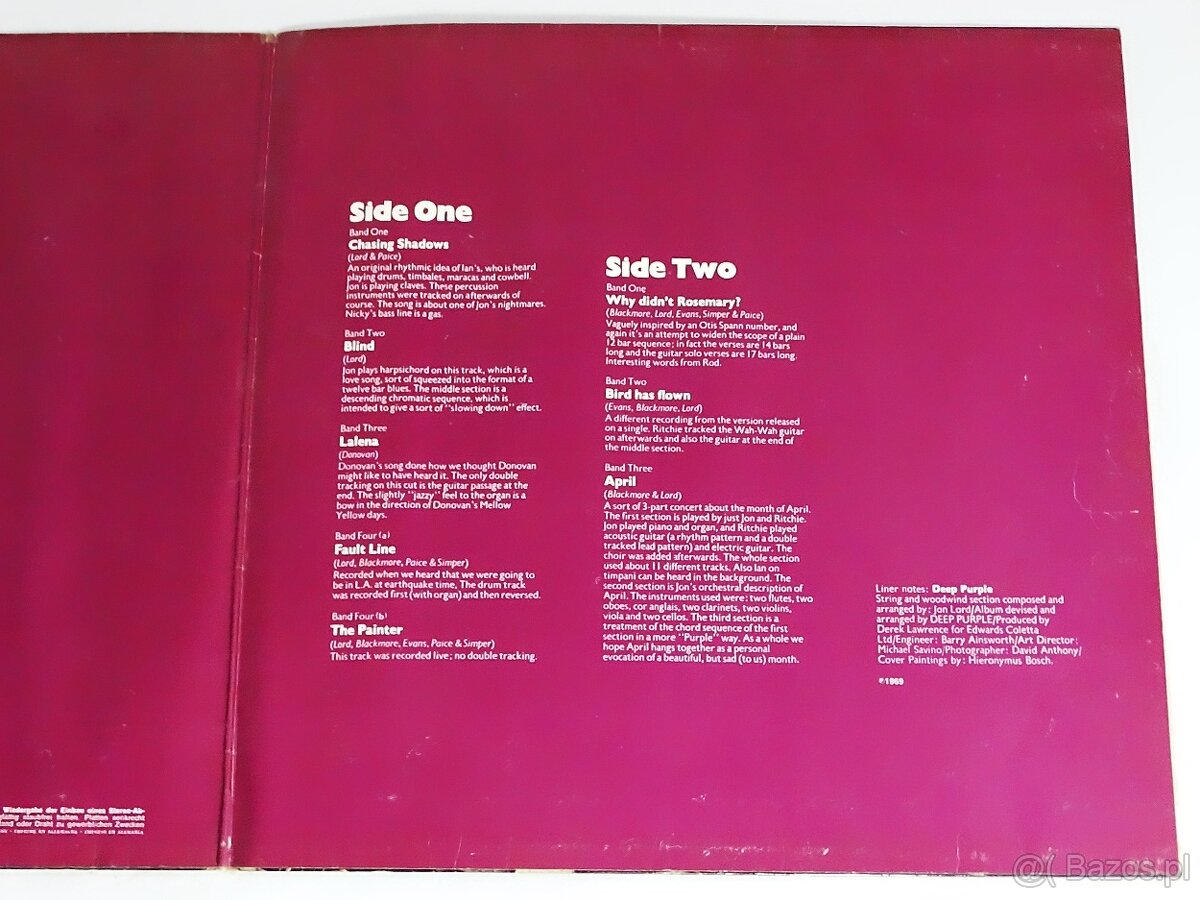 Side One
Band One
Chasing Shadows
(Lord & Paice)
An original rhythmic idea of Ian's, who is heard
playing drums, timbales, maracas and cowbell.
Jon is playing claves. These percussion
instruments were tracked on afterwards of
course. The song is about one of Jon's nightmares.
Nicky's bass line is a gas.
Band Two
Blind
(Lord)
Jon plays harpsichord on this track, which is a
love song, sort of squeezed into the format of a
twelve bar blues. The middle section is a
descending chromatic sequence, which is
intended to give a sort of "slowing down" effect.
Band Three
Lalena
(Donovan)
Donovan's song done how we thought Donovan
might like to have heard it. The only double
tracking on this cut is the guitar passage at the
end. The slightly "jazzy" feel to the organ is a
bow in the direction of Donovan's Mellow
Yellow days.
Band Four (a)
Fault Line
(Lord, Blackmore, Paice & Simper)
Recorded when we heard that we were going to
be in L.A. at earthquake time. The drum track
was recorded first (with organ) and then reversed.
Band Four (b)
The Painter
(Lord, Blackmore, Evans, Paice & Simper)
This track was recorded live; no double tracking.
Side Two
Band One
Why didn't Rosemary?
(Blackmore, Lord, Evans, Simper & Paice)
Vaguely inspired by an Otis Spann number, and
again it's an attempt to widen the scope of a plain
12 bar sequence; in fact the verses are 14 bars
long and the guitar solo verses are 17 bars long.
Interesting words from Rod.
Band Two
Bird has flown
(Evans, Blackmore, Lord)
A different recording from the version released
on a single. Ritchie tracked the Wah-Wah guitar
on afterwards and also the guitar at the end of
the middle section.
Band Three
April
(Blackmore & Lord)
A sort of 3-part concert about the month of April.
The first section is played by just Jon and Ritchie.
Jon played piano and organ, and Ritchie played
acoustic guitar (a rhythm pattern and a double
tracked lead pattern) and electric guitar. The
choir was added afterwards. The whole section
used about 11 different tracks. Also Ian on
timpani can be heard in the background. The
second section is Jon's orchestral description of
April. The instruments used were: two flutes, two
oboes, cor anglais, two clarinets, two violins,
viola and two cellos. The third section is a
treatment of the chord sequence of the first
section in a more "Purple" way. As a whole we
hope April hangs together as a personal
evocation of a beautiful, but sad (to us) month.
Liner notes: Deep Purple
String and woodwind section composed and
arranged by: Jon Lord/Album devised and
arranged by DEEP PURPLE/Produced by
Derek Lawrence for Edwards Coletta
Ltd/Engineer: Barry Ainsworth/Art Director:
Michael Savino/Photographer: David Anthony/
Cover Paintings by: Hieronymus Bosch.
℗1969
Wiedergabe der Einbau eines Stereo-Ab-
staubfrei halten. Platten senkrecht
oder Draht zu gewerblichen Zwecken
@( Bazos.pl